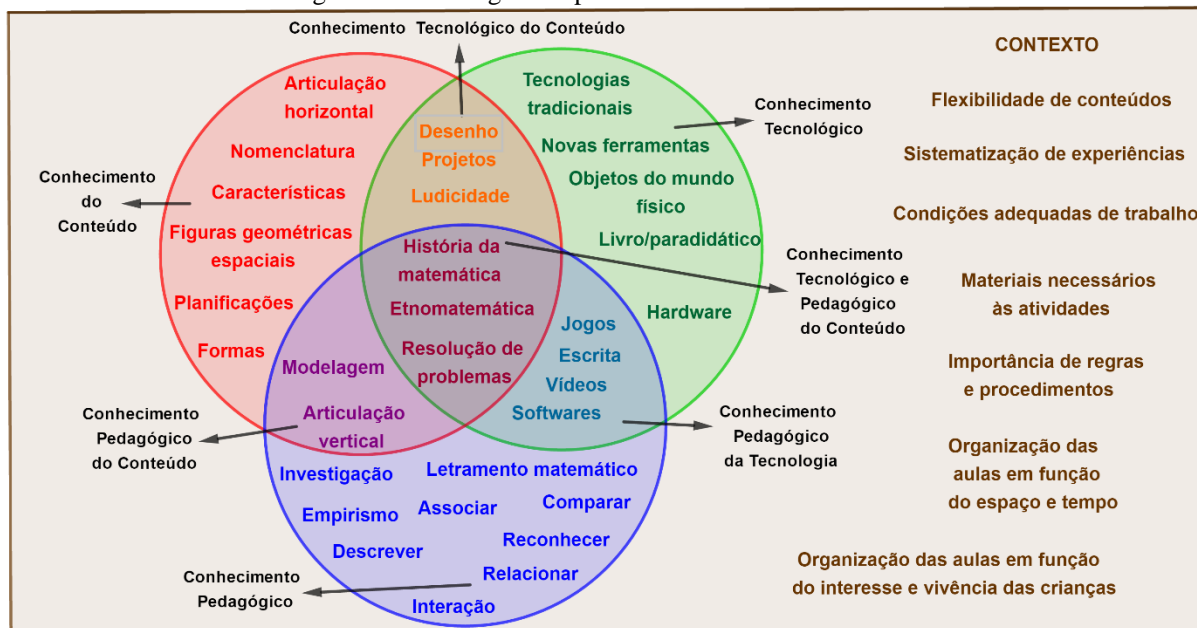 Conhecimento Tecnológico do Conteúdo
Articulação
horizontal
Nomenclatura
Características
Figuras geométricas
espaciais
Planificações
Formas
Conhecimento
do
Conteúdo
Desenho
Projetos
Ludicidade
Tecnologias
tradicionais
Novas ferramentas
Objetos do mundo
físico
Livro/paradidático
Hardware
Conhecimento
Tecnológico
História da
matemática
Etnomatemática
Resolução de
problemas
Conhecimento
Tecnológico e
Pedagógico
do Conteúdo
Modelagem
Articulação
vertical
Conhecimento
Pedagógico
do Conteúdo
Jogos
Escrita
Vídeos
Softwares
Conhecimento
Pedagógico
da Tecnologia
Investigação
Letramento matemático
Empirismo
Associar
Comparar
Descrever
Reconhecer
Relacionar
Interação
Conhecimento
Pedagógico
CONTEXTO
Flexibilidade de conteúdos
Sistematização de experiências
Condições adequadas de trabalho
Materiais necessários
às atividades
Importância de regras
e procedimentos
Organização das
aulas em função
do espaço e tempo
Organização das aulas em função
do interesse e vivência das crianças